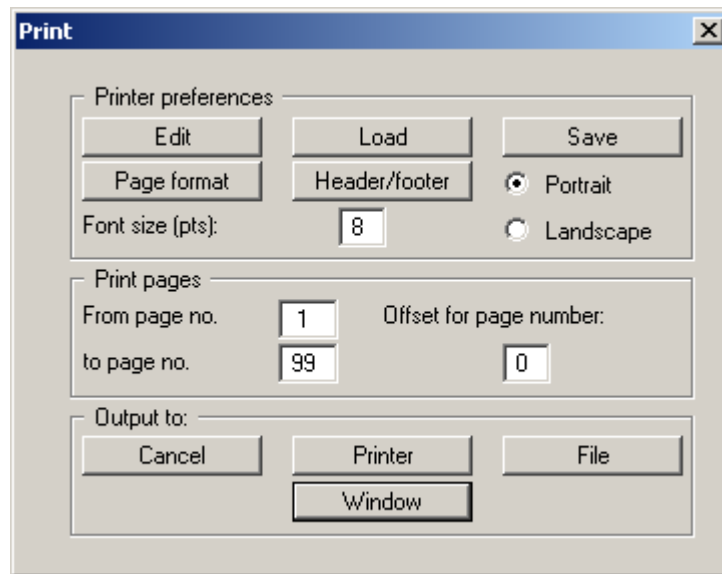 Print
Printer preferences
Edit Load Save
Page format Header/footer Portrait
Font size (pts): 8 Landscape
Print pages
From page no. 1 Offset for page number:
to page no. 99 0
Output to:
Cancel Printer File
Window